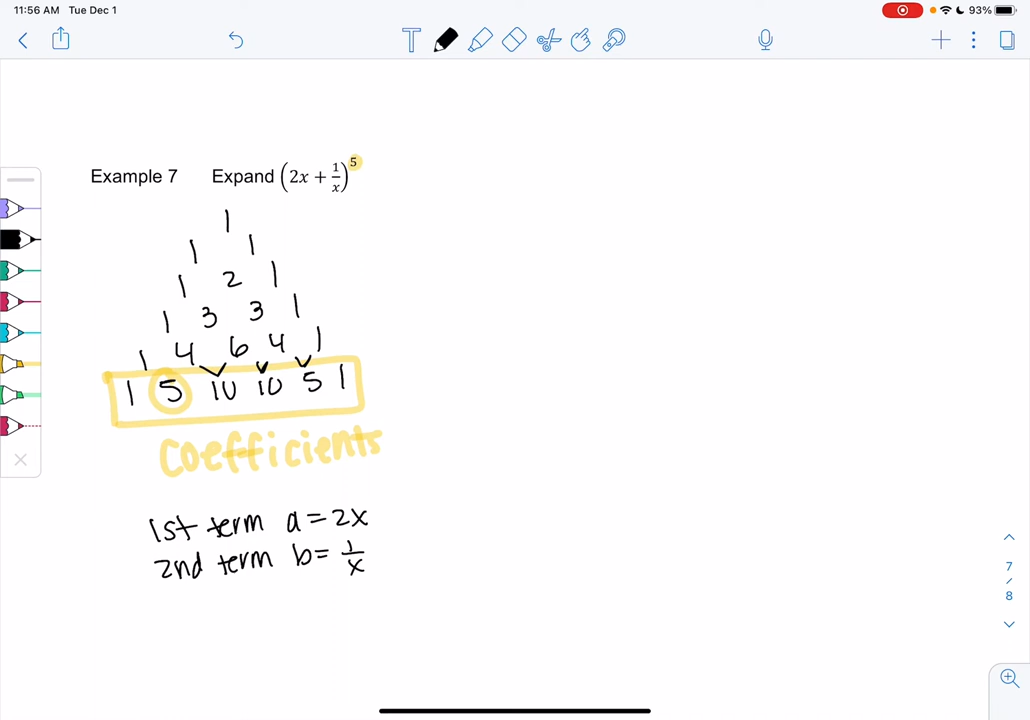 11:56 AM Tue Dec 1
93%
T
Example 7 Expand (2x + 1/x)^5
1
1 1
1 2 1
1 3 3 1
1 4 6 4 1
1 5 10 10 5 1
coefficients
1st term a = 2x
2nd term b = 1/x
7
/
8